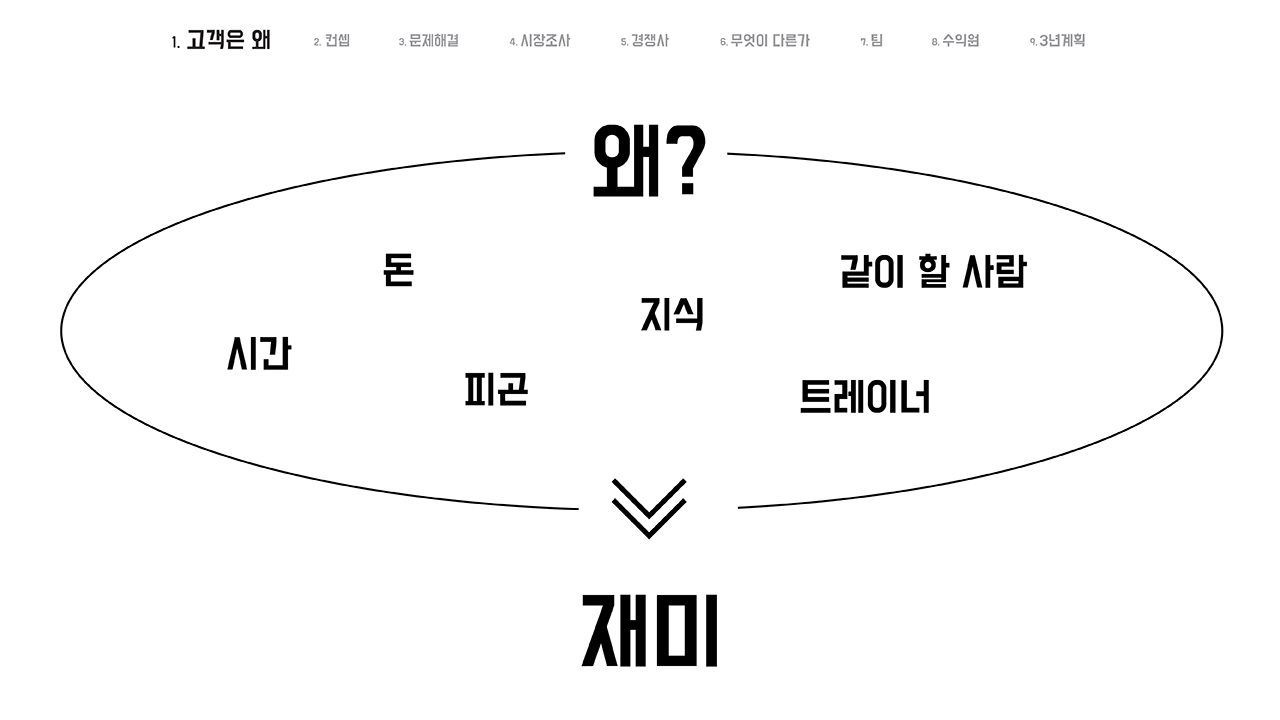 1. 고객은 왜 2. 컨셉 3. 문제해결 4. 시장조사 5. 경쟁사 6. 무엇이 다른가 7. 팀 8. 수익원 9. 3년계획
왜?
돈
같이 할 사람
지식
시간
피곤
트레이너
재미